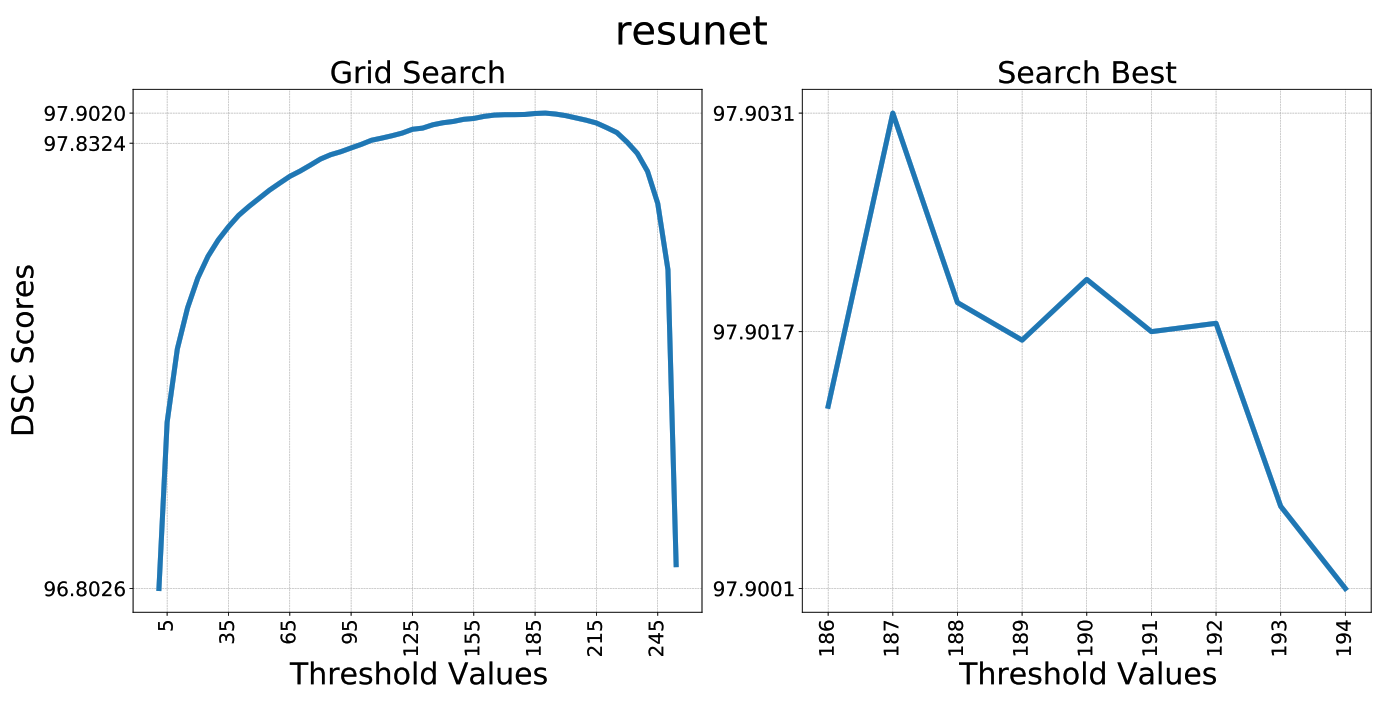 resunet
Grid Search
DSC Scores
97.9020
97.8324
96.8026
5 35 65 95 125 155 185 215 245
Threshold Values
Search Best
97.9031
97.9017
97.9001
186 187 188 189 190 191 192 193 194
Threshold Values